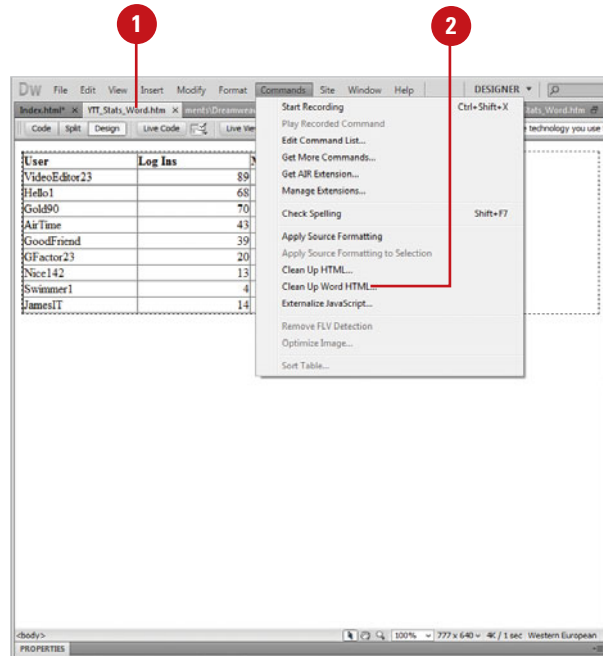 1
2
DW File Edit View Insert Modify Format Commands Site Window Help DESIGNER
Index.html* × YTT_Stats_Word.htm × Stats_Word.htm
Code Split Design Live Code Live technology you use
Start Recording Ctrl+Shift+X
Play Recorded Command
Edit Command List...
Get More Commands...
Get AIR Extension...
Manage Extensions...
Check Spelling Shift+F7
Apply Source Formatting
Apply Source Formatting to Selection
Clean Up HTML...
Clean Up Word HTML...
Externalize JavaScript...
Remove FLV Detection
Optimize Image...
Sort Table...
User Log Ins
VideoEditor23 89
Hello1 68
Gold90 70
AirTime 43
GoodFriend 39
GFactor23 20
Nice142 13
Swimmer1 4
JamesIT 14
<body> 100% 777 x 640 4K / 1 sec Western European
PROPERTIES